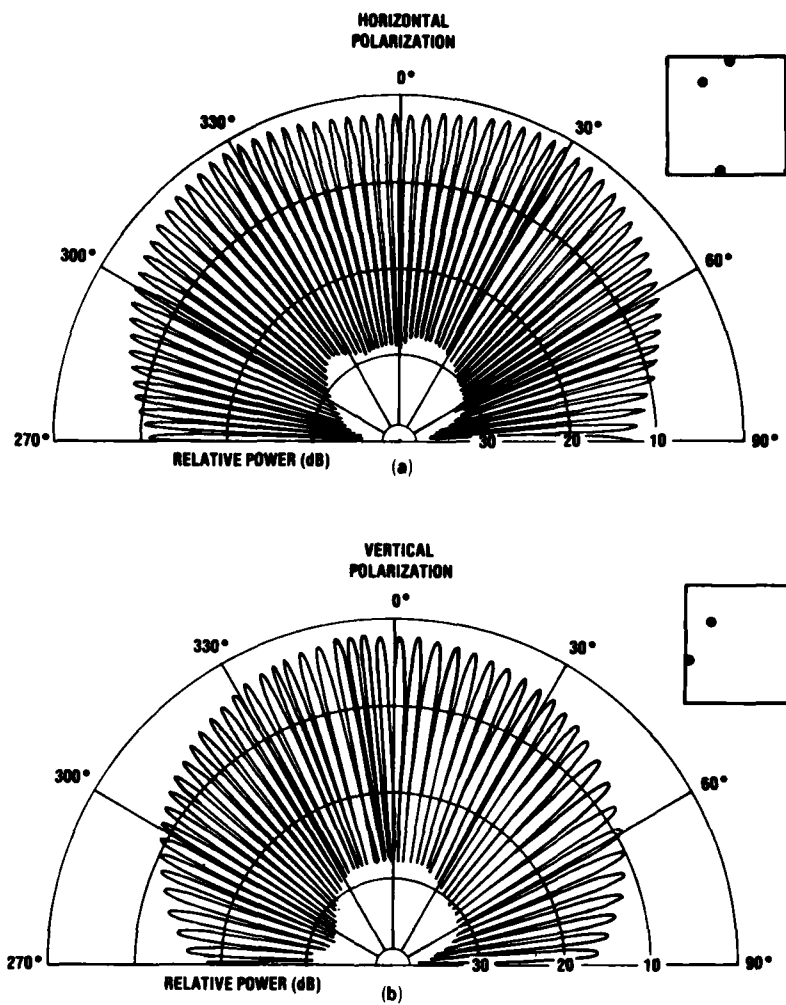 HORIZONTAL
POLARIZATION
0°
330°
30°
300°
60°
270°
30
20
10
90°
RELATIVE POWER (dB)
(a)
VERTICAL
POLARIZATION
0°
330°
30°
300°
60°
270°
30
20
10
90°
RELATIVE POWER (dB)
(b)